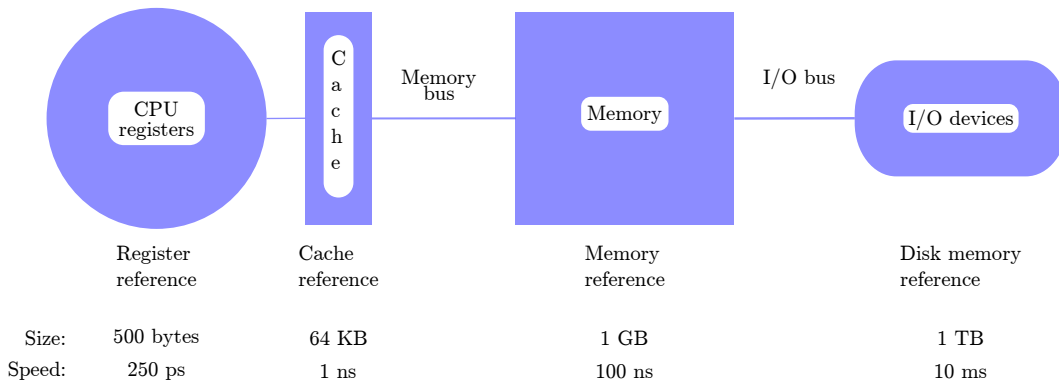 CPU
registers
C
a
c
h
e
Memory
bus
Memory
I/O bus
I/O devices
Register
reference
Cache
reference
Memory
reference
Disk memory
reference
Size: 500 bytes 64 KB 1 GB 1 TB
Speed: 250 ps 1 ns 100 ns 10 ms